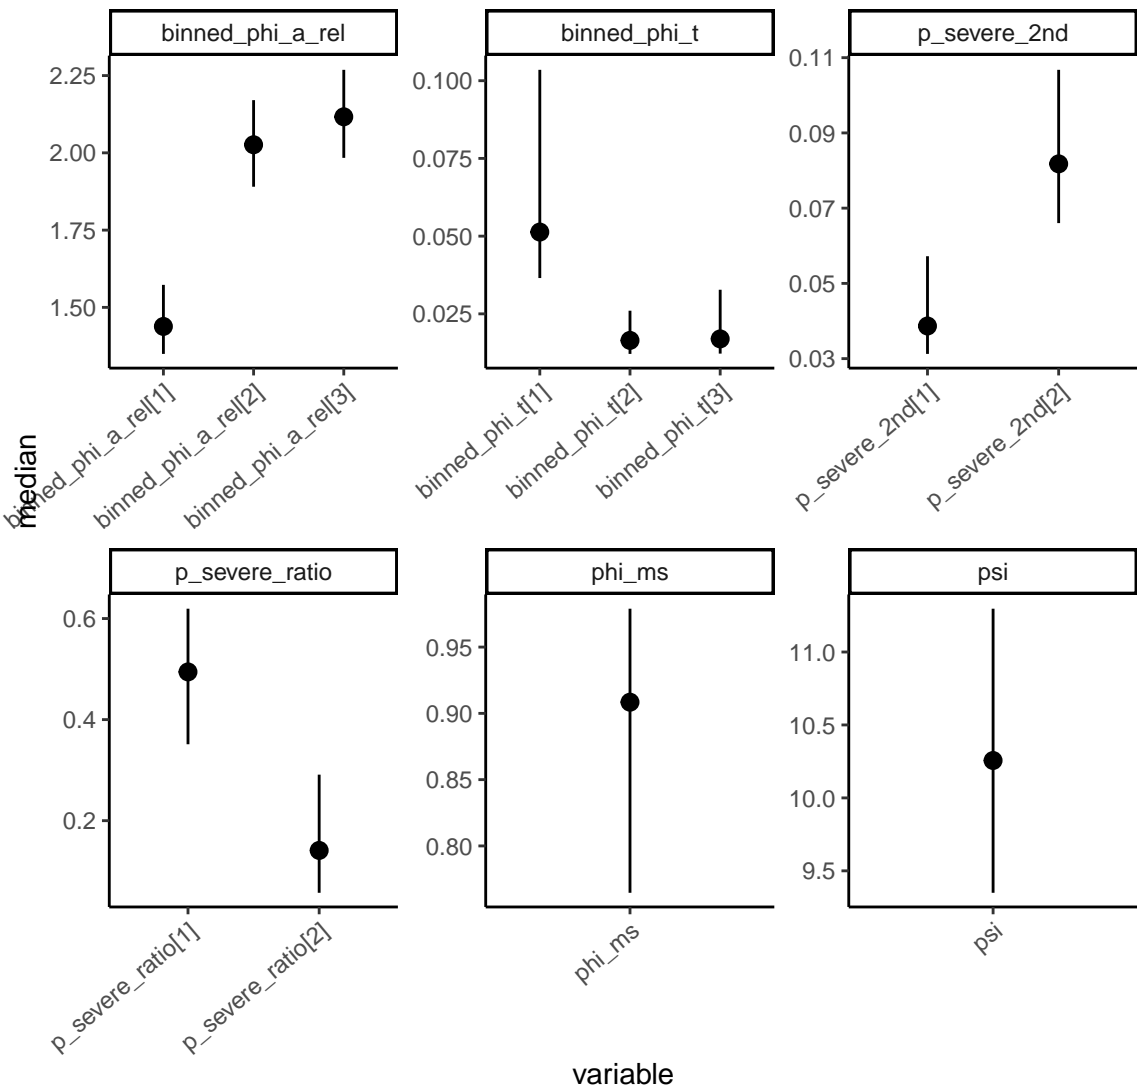 binned_phi_a_rel
binned_phi_t
p_severe_2nd
2.25
2.00
1.75
1.50
0.100
0.075
0.050
0.025
0.11
0.09
0.07
0.05
0.03
binned_phi_a_rel[1]
binned_phi_a_rel[2]
binned_phi_a_rel[3]
binned_phi_t[1]
binned_phi_t[2]
binned_phi_t[3]
p_severe_2nd[1]
p_severe_2nd[2]
median
p_severe_ratio
phi_ms
psi
0.6
0.4
0.2
0.95
0.90
0.85
0.80
11.0
10.5
10.0
9.5
p_severe_ratio[1]
p_severe_ratio[2]
phi_ms
psi
variable